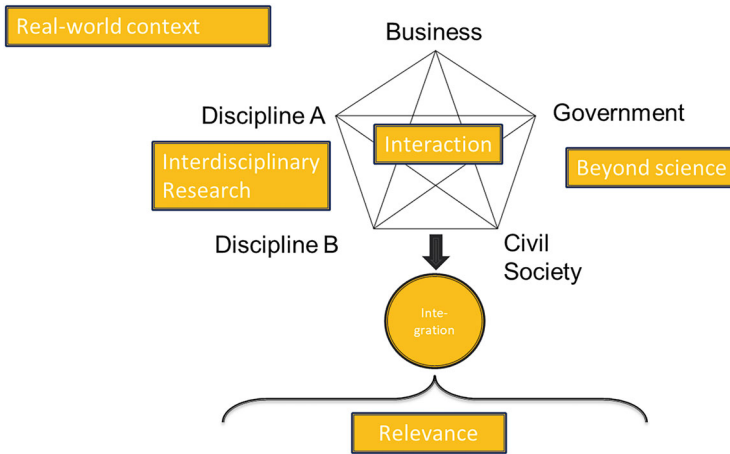 Real-world context
Business
Discipline A
Government
Interaction
Interdisciplinary
Research
Beyond science
Discipline B
Civil
Society
Inte-
gration
Relevance